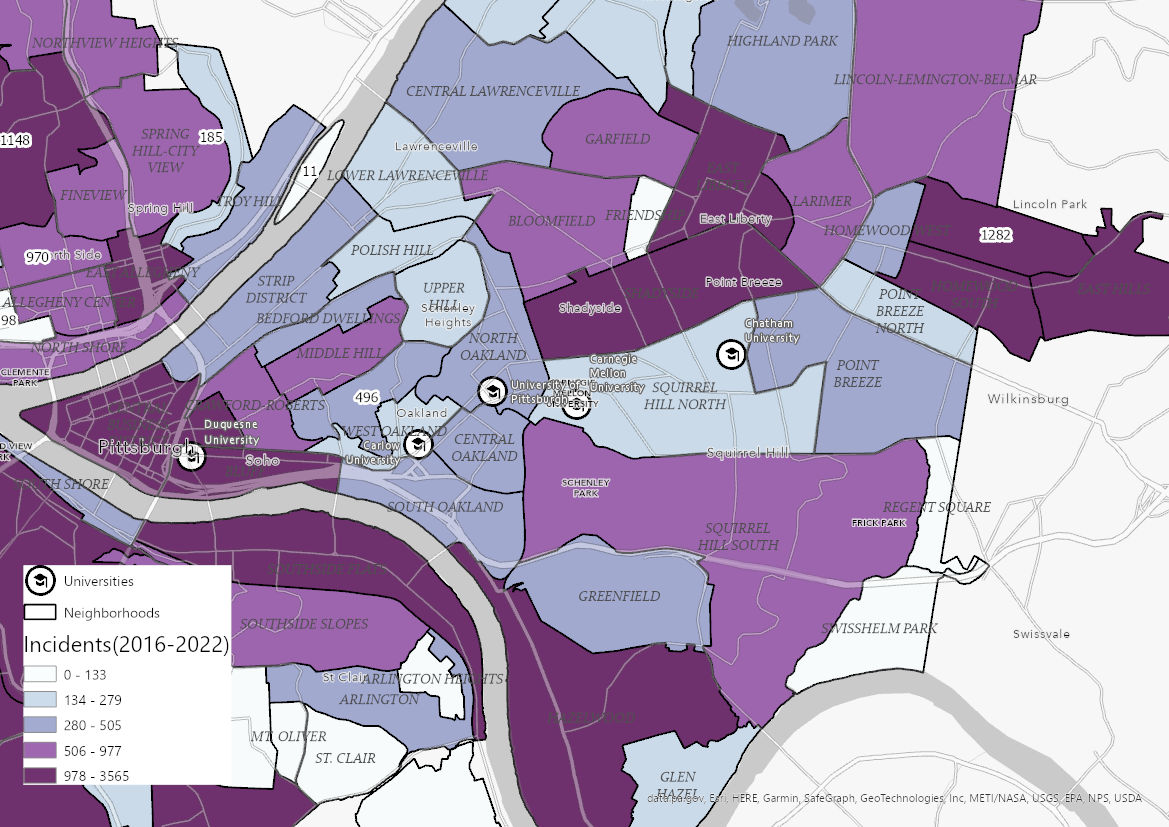 NORTHVIEW HEIGHTS
HIGHLAND PARK
LINCOLN-LEMINGTON-BELMAR
CENTRAL LAWRENCEVILLE
1148
SPRING
HILL-CITY
VIEW
185
GARFIELD
Lawrenceville
11
LOWER LAWRENCEVILLE
FINEVIEW
Spring Hill
TROY HILL
EAST
LIBERTY
LARIMER
Lincoln Park
BLOOMFIELD
FRIENDSHIP
East Liberty
HOMEWOOD WEST
1282
970
North Side
POLISH HILL
EAST ALLEGHENY
STRIP
DISTRICT
UPPER
HILL
Schenley
Heights
Point Breeze
SHADYSIDE
Shadyside
POINT
BREEZE
NORTH
HOMEWOOD
SOUTH
EAST HILLS
ALLEGHENY CENTER
98
BEDFORD DWELLINGS
Chatham
University
NORTH SHORE
MIDDLE HILL
NORTH
OAKLAND
Carnegie
Mellon
University
CLEMENTE
PARK
POINT
BREEZE
University of
Pittsburgh
CARNEGIE
MELLON
UNIVERSITY
SQUIRREL
HILL NORTH
496
CRAWFORD-ROBERTS
Oakland
Wilkinsburg
Duquesne
University
WEST OAKLAND
Carlow
University
CENTRAL
OAKLAND
Pittsburgh
Soho
BLUFF
Squirrel Hill
SOUTH SHORE
SCHENLEY
PARK
SOUTH OAKLAND
REGENT SQUARE
FRICK PARK
SQUIRREL
HILL SOUTH
SOUTHSIDE FLATS
Universities
GREENFIELD
Neighborhoods
SOUTHSIDE SLOPES
SWISSHELM PARK
Swissvale
Incidents(2016-2022)
0 - 133
134 - 279
280 - 505
506 - 977
978 - 3565
St Clair
ARLINGTON HEIGHTS
ARLINGTON
HAZELWOOD
MT. OLIVER
ST. CLAIR
GLEN
HAZEL
data.pa.gov, Esri, HERE, Garmin, SafeGraph, GeoTechnologies, Inc, METI/NASA, USGS, EPA, NPS, USDA